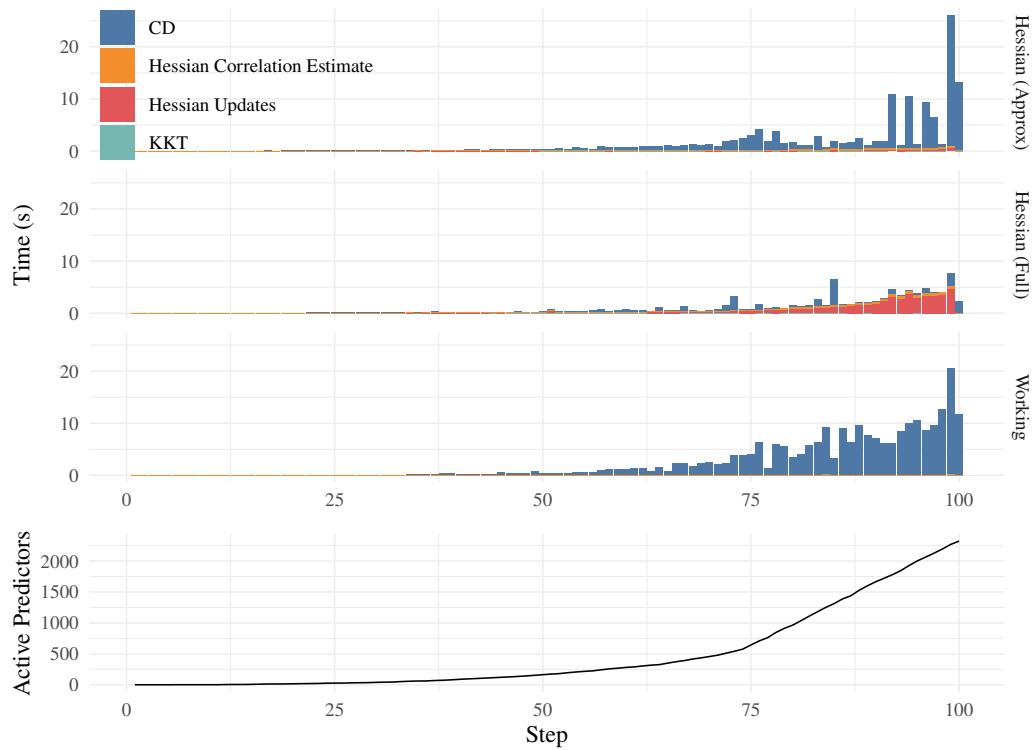 CD
Hessian Correlation Estimate
Hessian Updates
KKT
20
10
0
Hessian (Approx)
20
10
0
Hessian (Full)
Time (s)
20
10
0
Working
0
25
50
75
100
2000
1500
1000
500
0
Active Predictors
0
25
50
75
100
Step